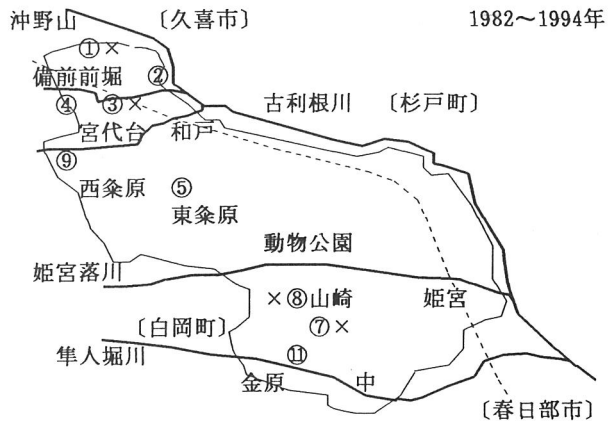 沖野山 〔久喜市〕 1982〜1994年
①×
備前前堀 ②
④ ③×
古利根川 〔杉戸町〕
宮代台 和戸
⑨
西粂原 ⑤
東粂原
動物公園
姫宮落川
×⑧山崎 姫宮
〔白岡町〕 ⑦×
隼人堀川 ⑪
金原 中
〔春日部市〕